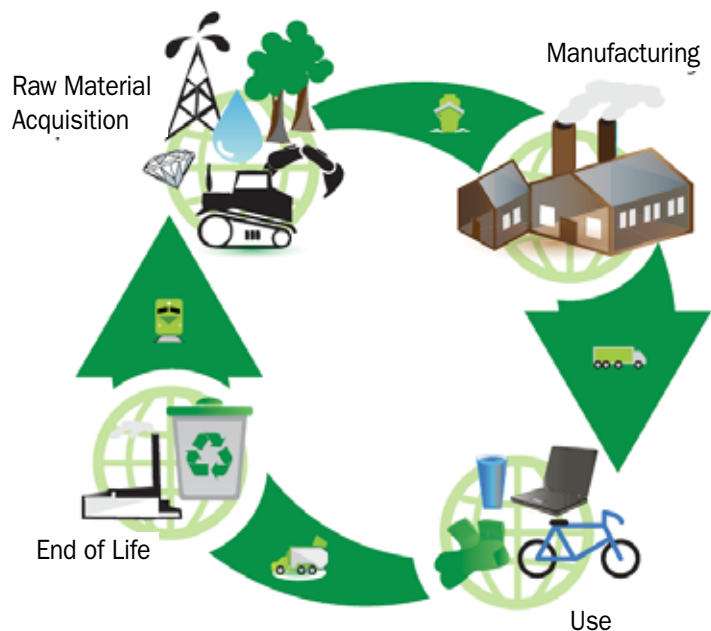 Manufacturing
Raw Material
Acquisition
End of Life
Use